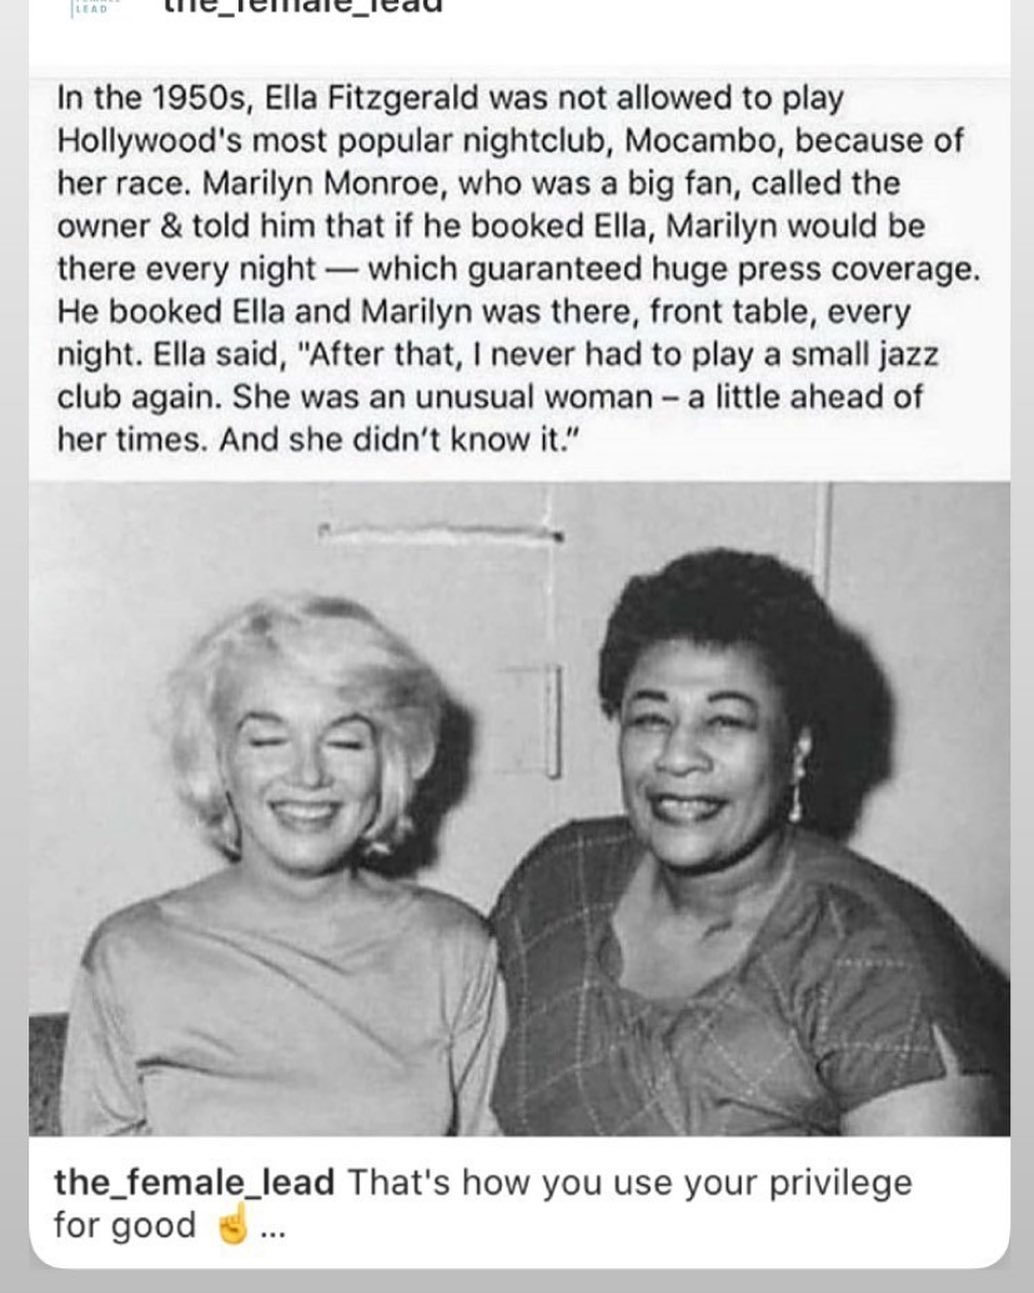 LEAD
the_female_lead
In the 1950s, Ella Fitzgerald was not allowed to play
Hollywood's most popular nightclub, Mocambo, because of
her race. Marilyn Monroe, who was a big fan, called the
owner & told him that if he booked Ella, Marilyn would be
there every night — which guaranteed huge press coverage.
He booked Ella and Marilyn was there, front table, every
night. Ella said, "After that, I never had to play a small jazz
club again. She was an unusual woman – a little ahead of
her times. And she didn’t know it.”
the_female_lead That's how you use your privilege
for good ☝️...